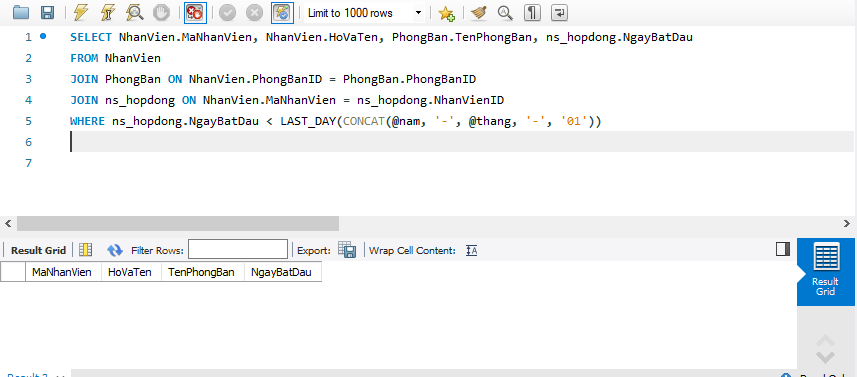 Limit to 1000 rows
1 SELECT NhanVien.MaNhanVien, NhanVien.HoVaTen, PhongBan.TenPhongBan, ns_hopdong.NgayBatDau
2 FROM NhanVien
3 JOIN PhongBan ON NhanVien.PhongBanID = PhongBan.PhongBanID
4 JOIN ns_hopdong ON NhanVien.MaNhanVien = ns_hopdong.NhanVienID
5 WHERE ns_hopdong.NgayBatDau < LAST_DAY(CONCAT(@nam, '-', @thang, '-', '01'))
6
7
Result Grid Filter Rows: Export: Wrap Cell Content: IA
MaNhanVien HoVaTen TenPhongBan NgayBatDau
Result
Grid